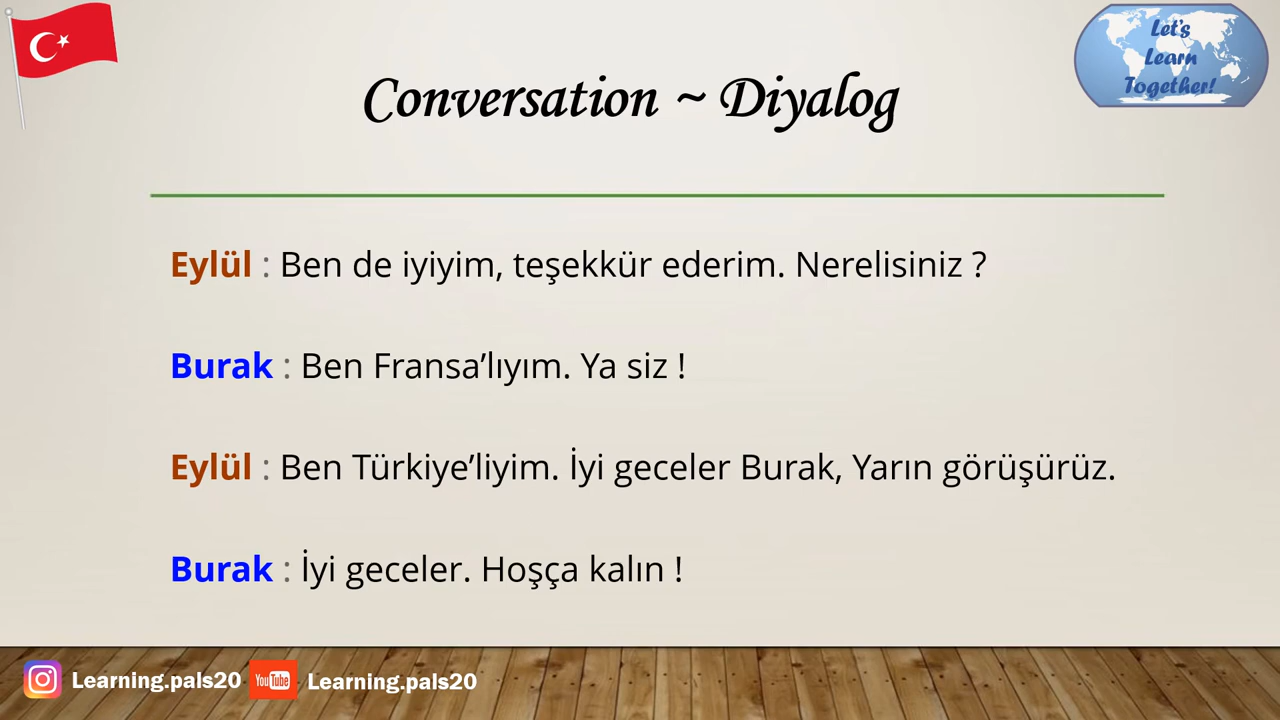 Let's
Learn
Together!
Conversation ~ Diyalog
Eylül : Ben de iyiyim, teşekkür ederim. Nerelisiniz ?
Burak : Ben Fransa’lıyım. Ya siz !
Eylül : Ben Türkiye’liyim. İyi geceler Burak, Yarın görüşürüz.
Burak : İyi geceler. Hoşça kalın !
Learning.pals20 YouTube Learning.pals20